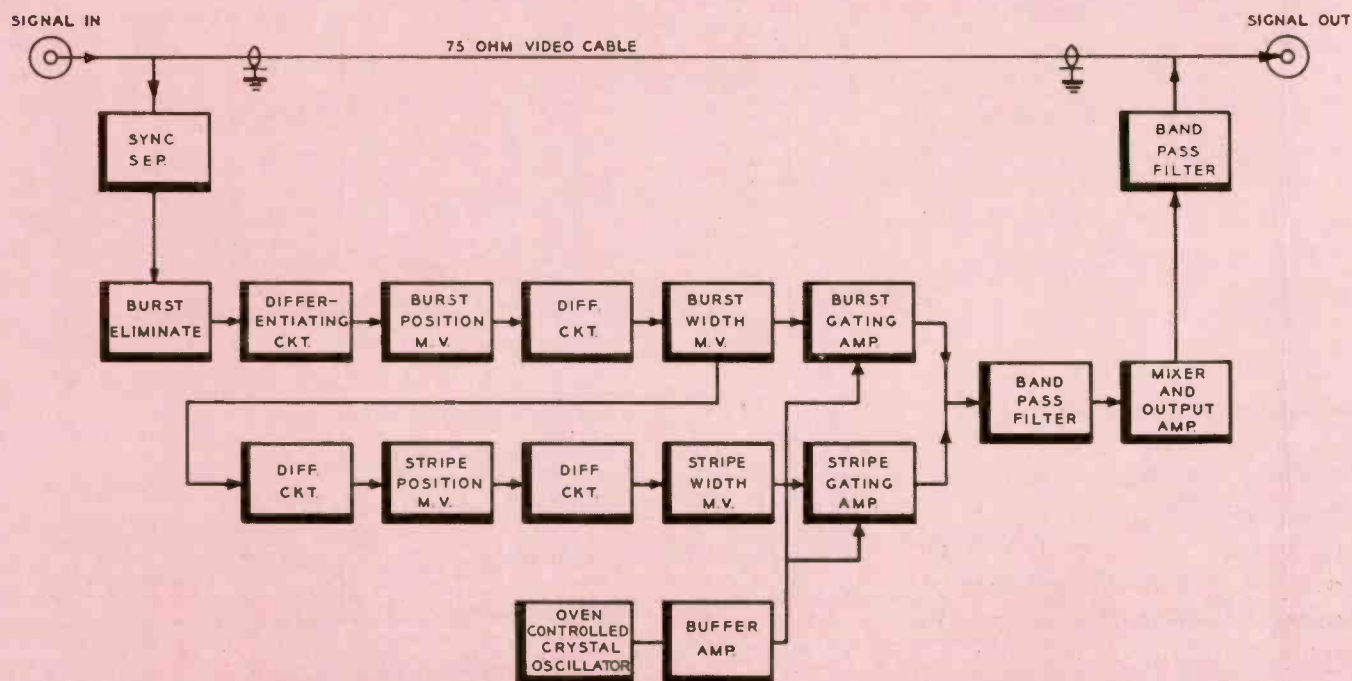 SIGNAL IN
SIGNAL OUT
75 OHM VIDEO CABLE
SYNC
SEP.
BAND
PASS
FILTER
BURST
ELIMINATE
DIFFER-
ENTIATING
CKT.
BURST
POSITION
M.V.
DIFF.
CKT.
BURST
WIDTH
M.V.
BURST
GATING
AMP.
BAND
PASS
FILTER
MIXER
AND
OUTPUT
AMP.
DIFF.
CKT.
STRIPE
POSITION
M.V.
DIFF.
CKT.
STRIPE
WIDTH
M.V.
STRIPE
GATING
AMP.
OVEN
CONTROLLED
CRYSTAL
OSCILLATOR
BUFFER
AMP.